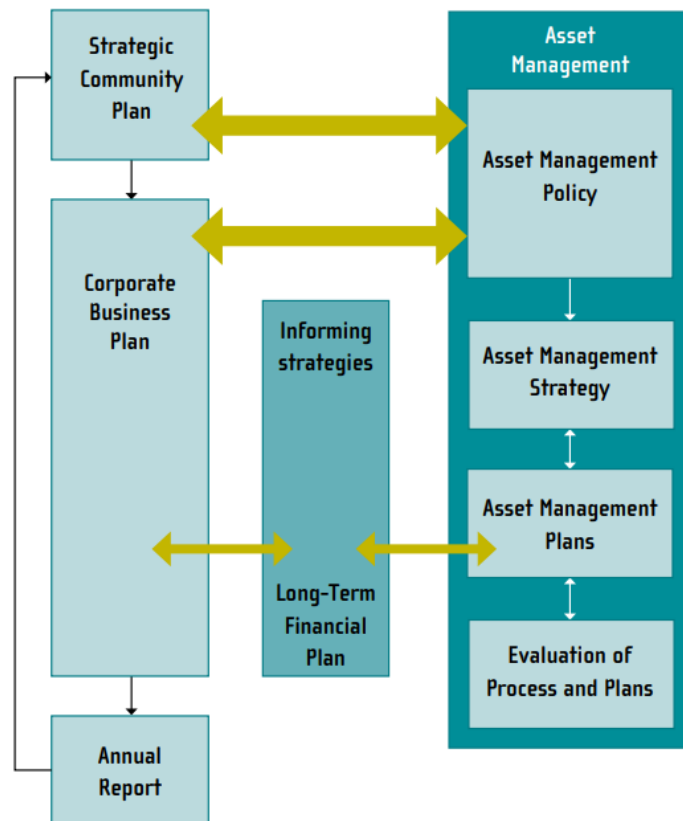 Strategic
Community
Plan
Corporate
Business
Plan
Annual
Report
Informing
strategies
Long-Term
Financial
Plan
Asset
Management
Asset Management
Policy
Asset Management
Strategy
Asset Management
Plans
Evaluation of
Process and Plans